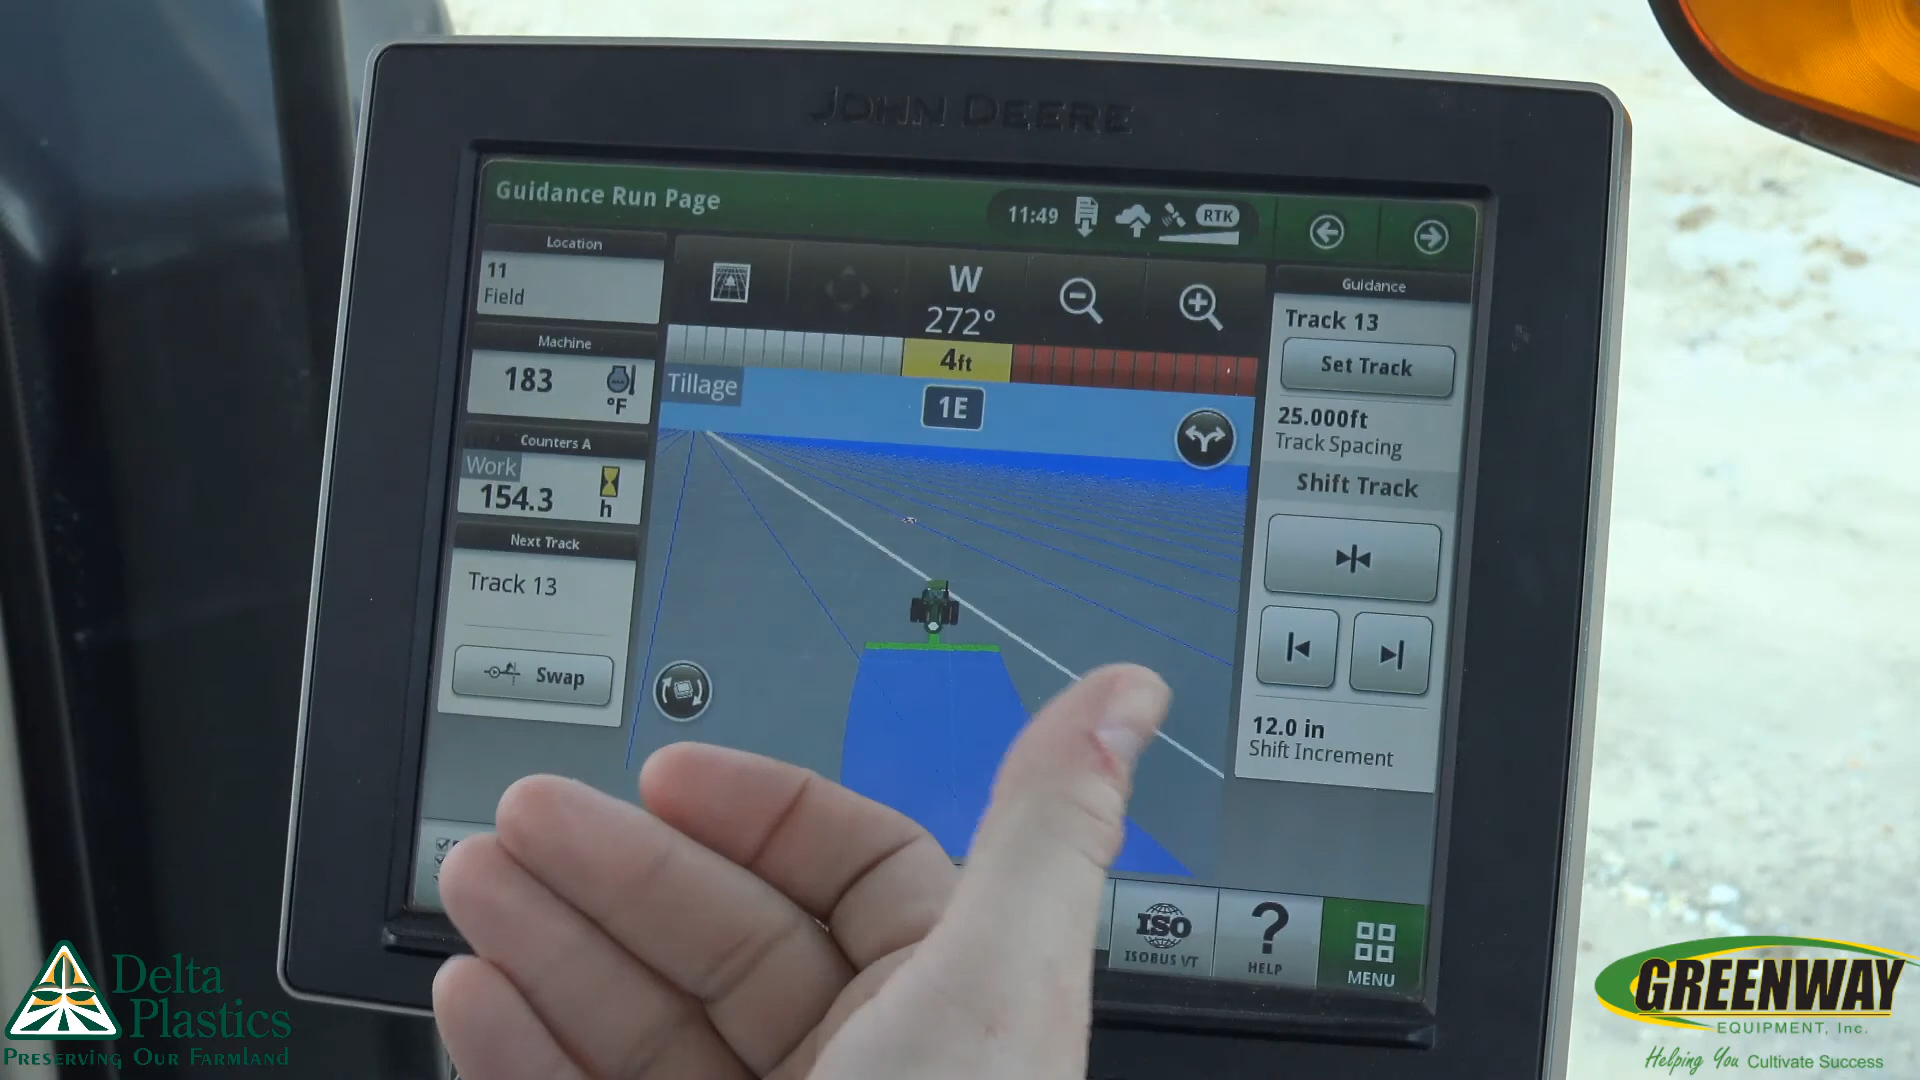 JOHN DEERE
Guidance Run Page
11:49
RTK
Location
11
Field
Machine
183
°F
Counters A
Work
154.3
h
Next Track
Track 13
Swap
W
272°
4ft
Tillage
1E
Guidance
Track 13
Set Track
25.000ft
Track Spacing
Shift Track
12.0 in
Shift Increment
ISO
ISOBUS VT
?
HELP
MENU
Delta
Plastics
PRESERVING OUR FARMLAND
GREENWAY
EQUIPMENT, Inc.
Helping You Cultivate Success